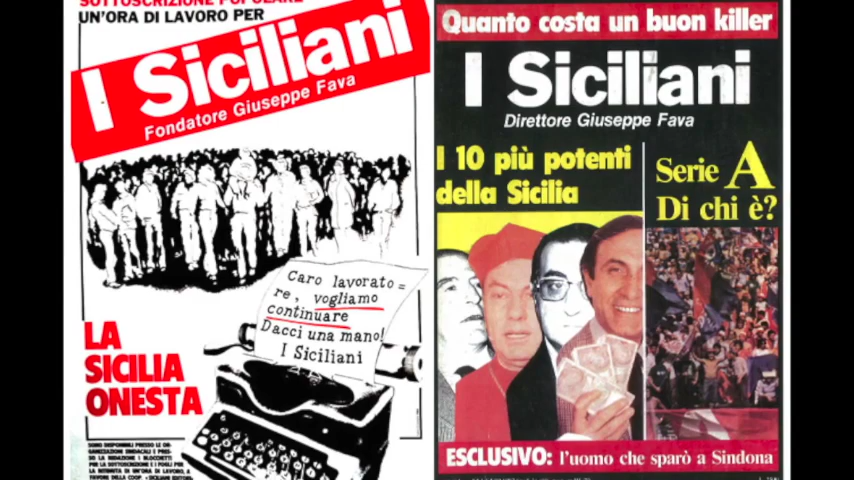 SOTTOSCRIZIONE POPOLARE
UN'ORA DI LAVORO PER
I Siciliani
Fondatore Giuseppe Fava
Caro lavorato=
re, vogliamo
continuare
Dacci una mano!
I Siciliani
LA
SICILIA
ONESTA
SONO DISPONIBILI PRESSO LE OR-
GANIZZAZIONI SINDACALI E PRES-
SO LA REDAZIONE I BLOCCHETTI
PER LA SOTTOSCRIZIONE E I FOGLI PER
LA RITENUTA DI UN'ORA DI LAVORO, A
FAVORE DELLA COOP.
Quanto costa un buon killer
I Siciliani
Direttore Giuseppe Fava
I 10 più potenti
della Sicilia
Serie A
Di chi è?
ESCLUSIVO: l'uomo che sparò a Sindona